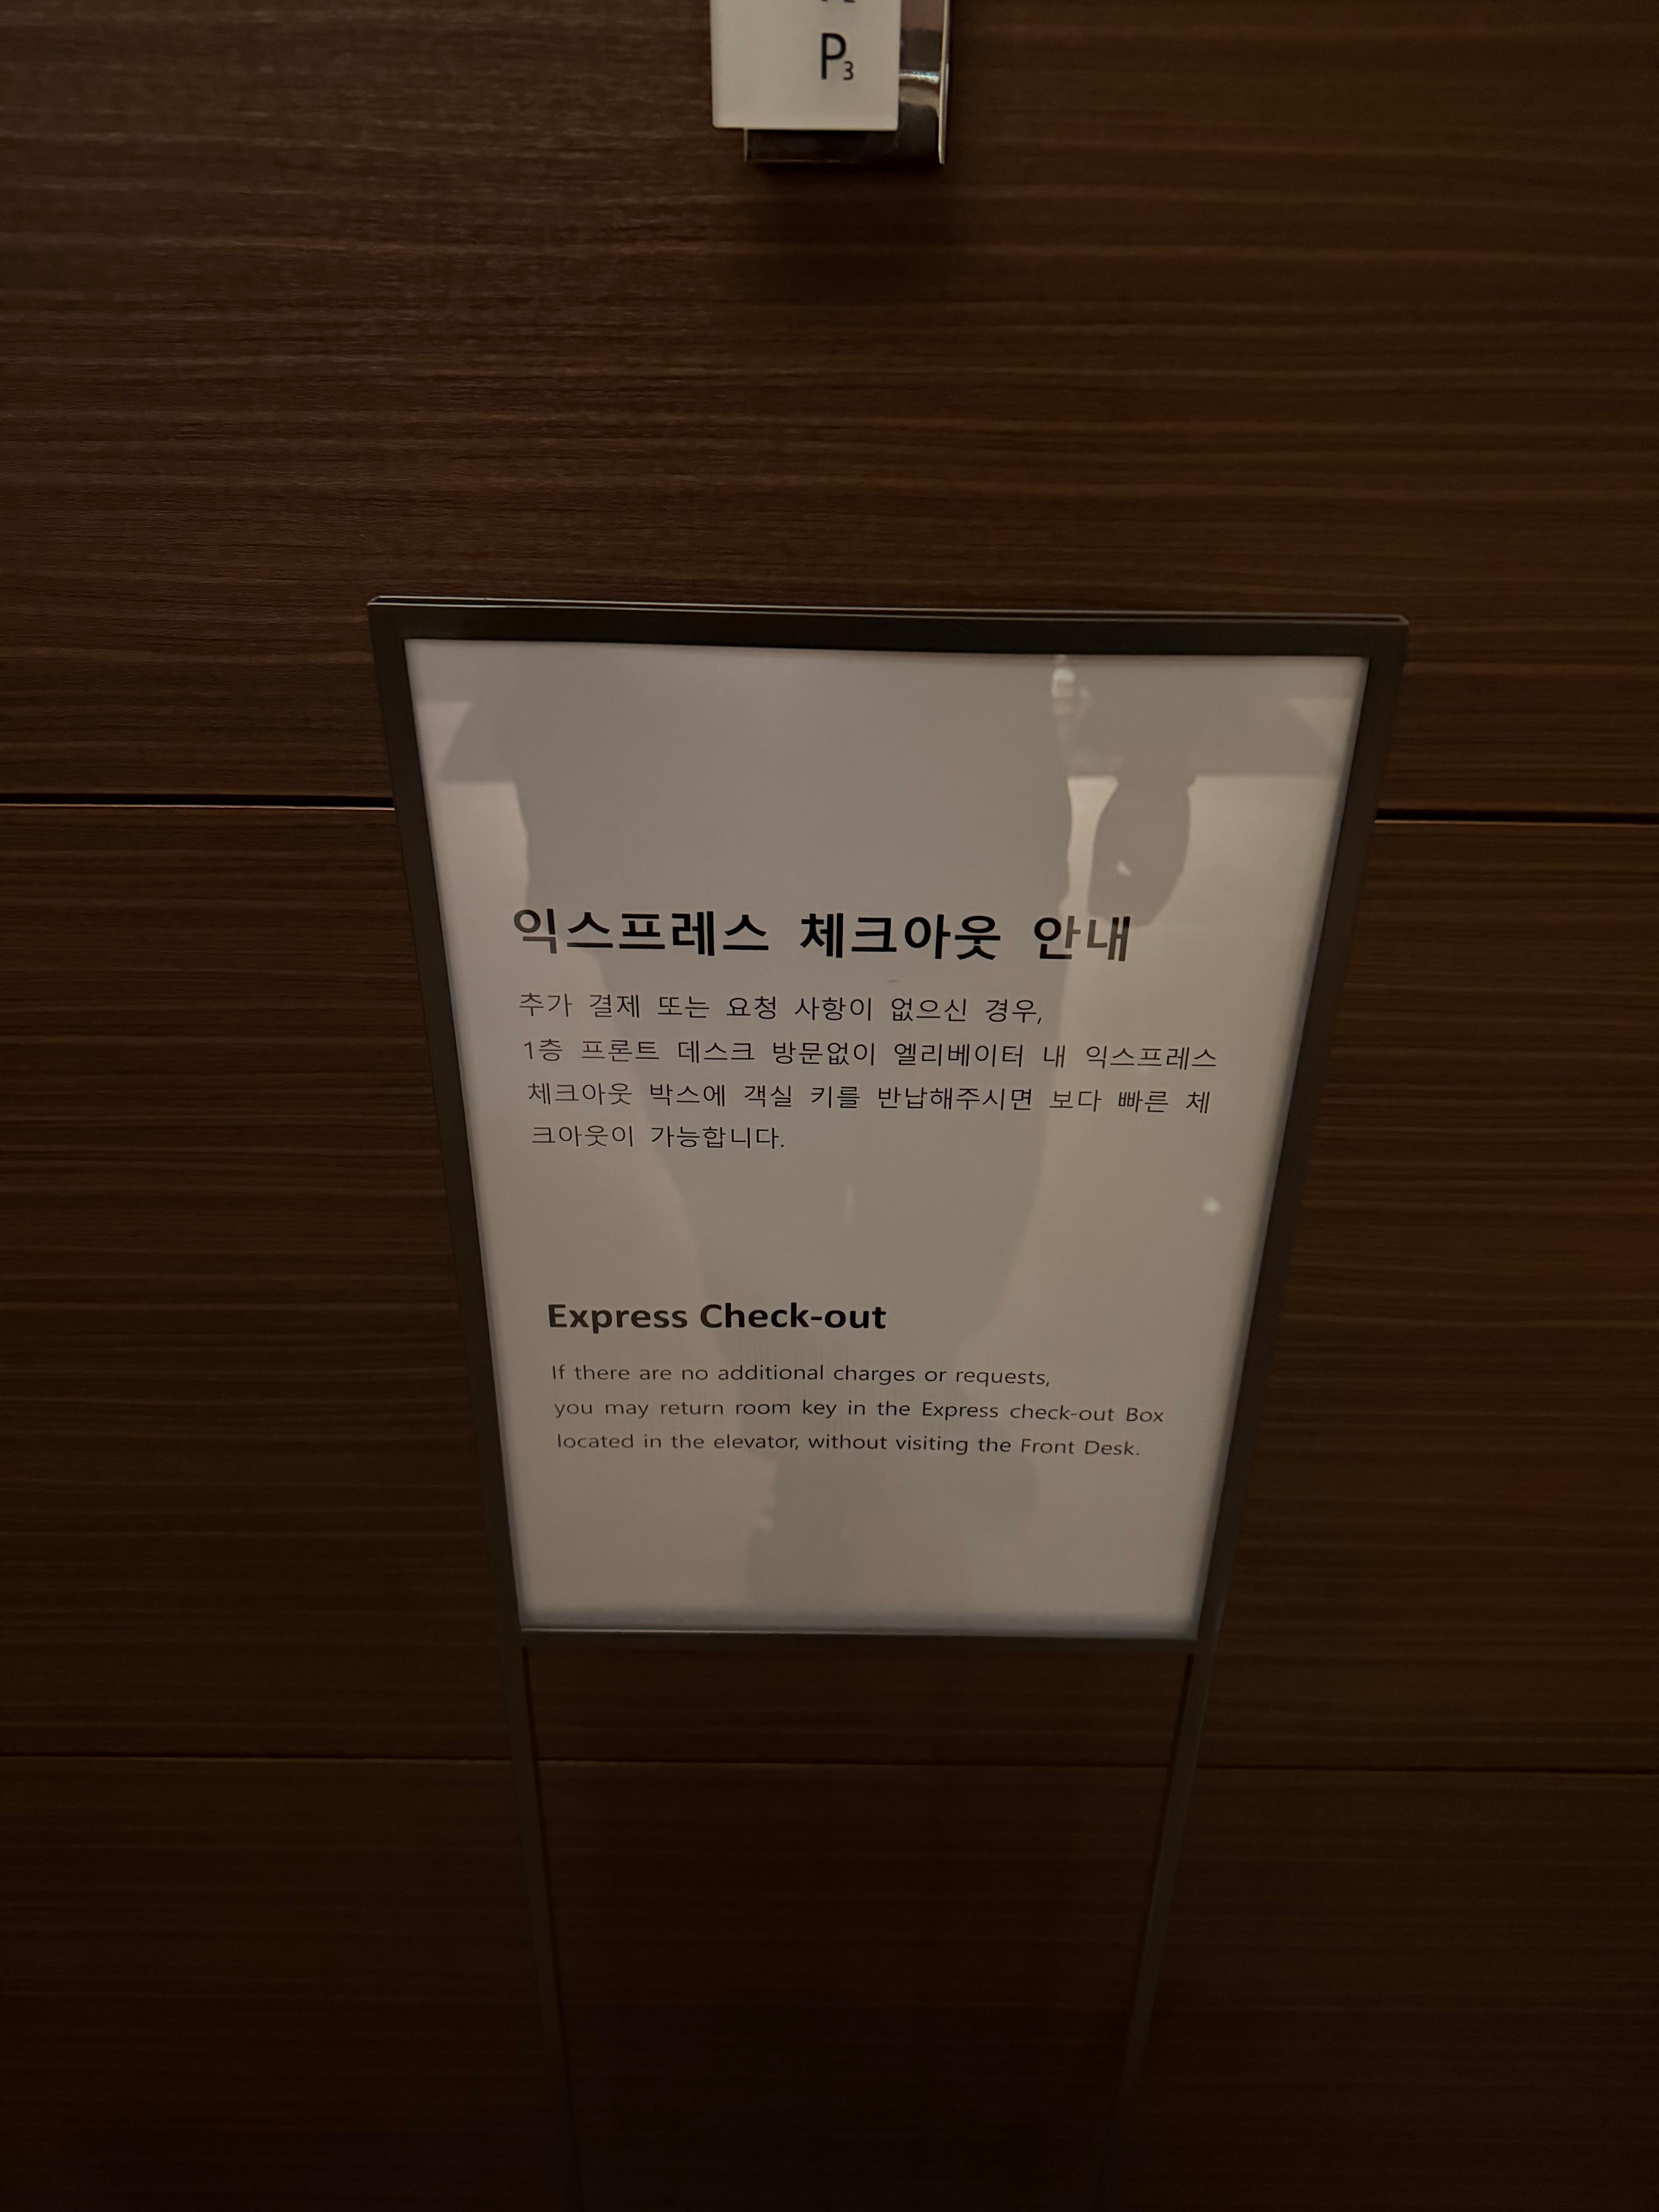 P3
익스프레스 체크아웃 안내
추가 결제 또는 요청 사항이 없으신 경우,
1층 프론트 데스크 방문없이 엘리베이터 내 익스프레스
체크아웃 박스에 객실 키를 반납해주시면 보다 빠른 체
크아웃이 가능합니다.
Express Check-out
If there are no additional charges or requests,
you may return room key in the Express check-out Box
located in the elevator, without visiting the Front Desk.